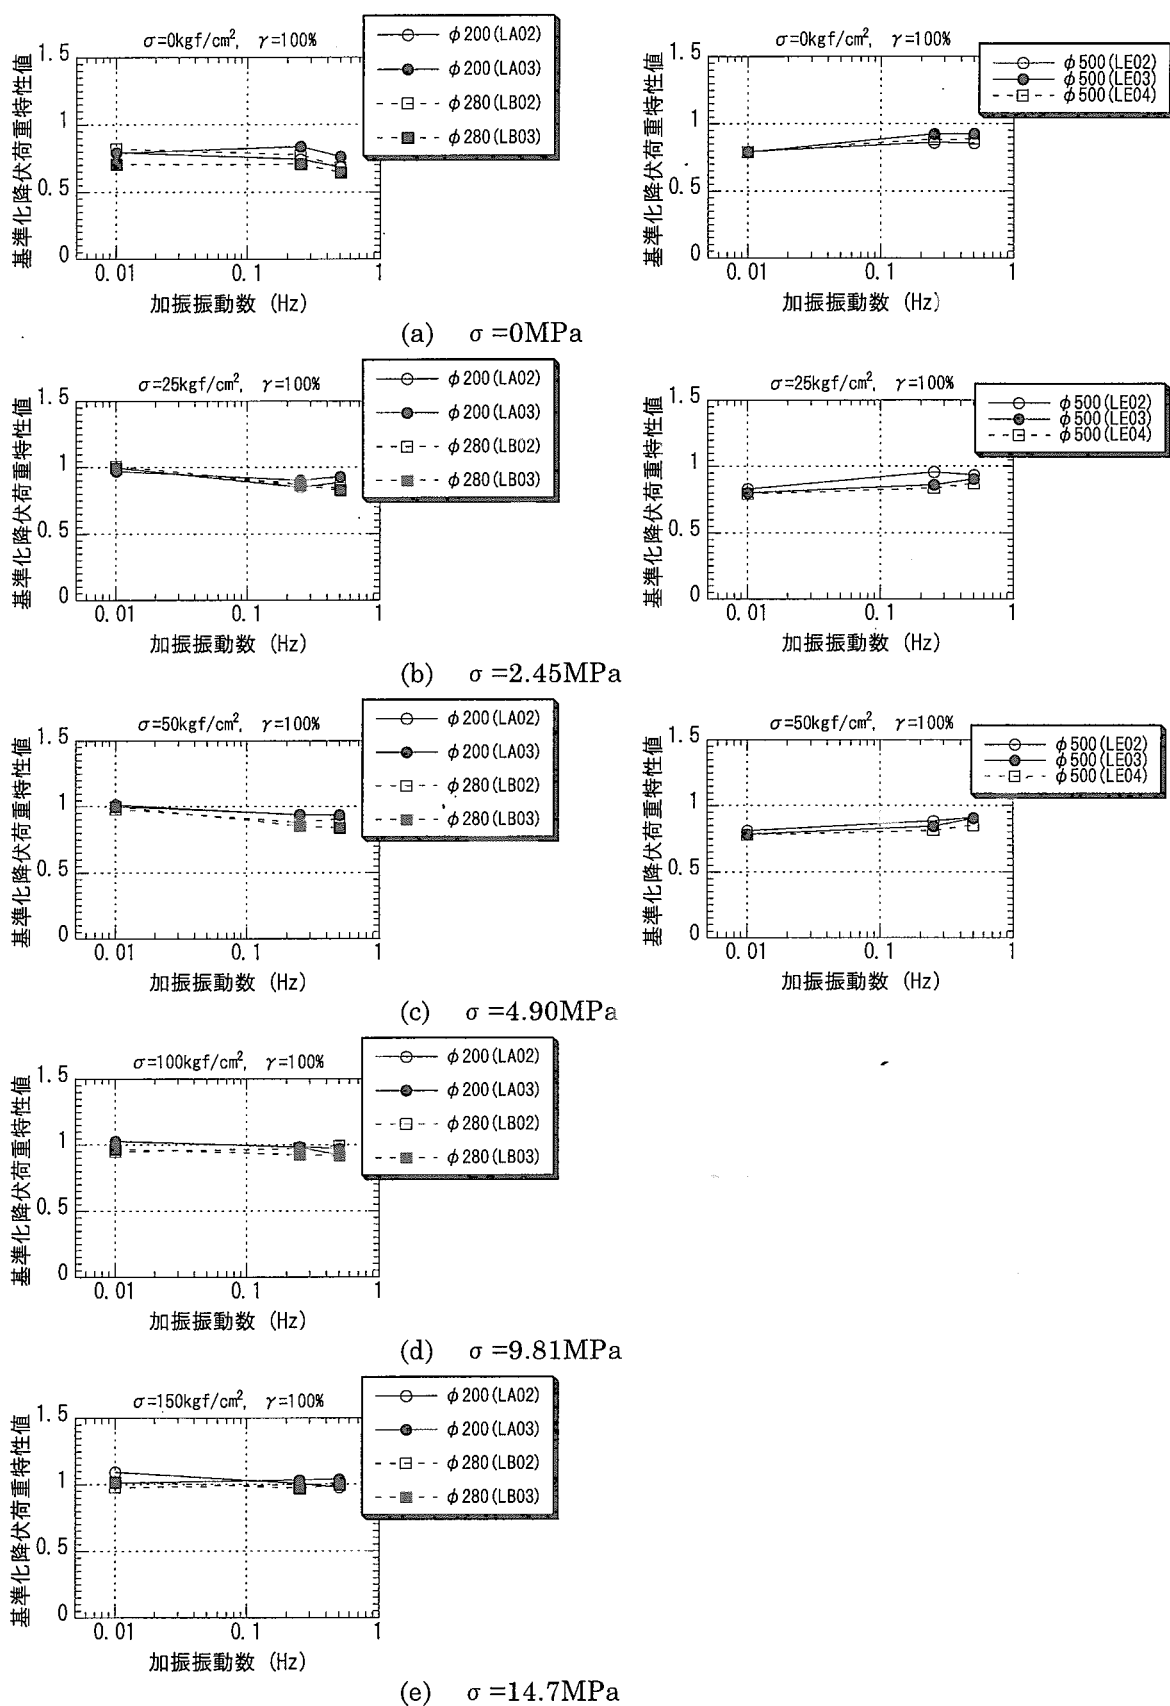 σ=0kgf/cm², γ=100%
基準化降伏荷重特性値
1.5
1
0.5
0
0.01
0.1
1
加振振動数 (Hz)
φ200(LA02)
φ200(LA03)
φ280(LB02)
φ280(LB03)
σ=0kgf/cm², γ=100%
基準化降伏荷重特性値
1.5
1
0.5
0
0.01
0.1
1
加振振動数 (Hz)
φ500(LE02)
φ500(LE03)
φ500(LE04)
(a) σ=0MPa
σ=25kgf/cm², γ=100%
基準化降伏荷重特性値
1.5
1
0.5
0
0.01
0.1
1
加振振動数 (Hz)
φ200(LA02)
φ200(LA03)
φ280(LB02)
φ280(LB03)
σ=25kgf/cm², γ=100%
基準化降伏荷重特性値
1.5
1
0.5
0
0.01
0.1
1
加振振動数 (Hz)
φ500(LE02)
φ500(LE03)
φ500(LE04)
(b) σ=2.45MPa
σ=50kgf/cm², γ=100%
基準化降伏荷重特性値
1.5
1
0.5
0
0.01
0.1
1
加振振動数 (Hz)
φ200(LA02)
φ200(LA03)
φ280(LB02)
φ280(LB03)
σ=50kgf/cm², γ=100%
基準化降伏荷重特性値
1.5
1
0.5
0
0.01
0.1
1
加振振動数 (Hz)
φ500(LE02)
φ500(LE03)
φ500(LE04)
(c) σ=4.90MPa
σ=100kgf/cm², γ=100%
基準化降伏荷重特性値
1.5
1
0.5
0
0.01
0.1
1
加振振動数 (Hz)
φ200(LA02)
φ200(LA03)
φ280(LB02)
φ280(LB03)
(d) σ=9.81MPa
σ=150kgf/cm², γ=100%
基準化降伏荷重特性値
1.5
1
0.5
0
0.01
0.1
1
加振振動数 (Hz)
φ200(LA02)
φ200(LA03)
φ280(LB02)
φ280(LB03)
(e) σ=14.7MPa